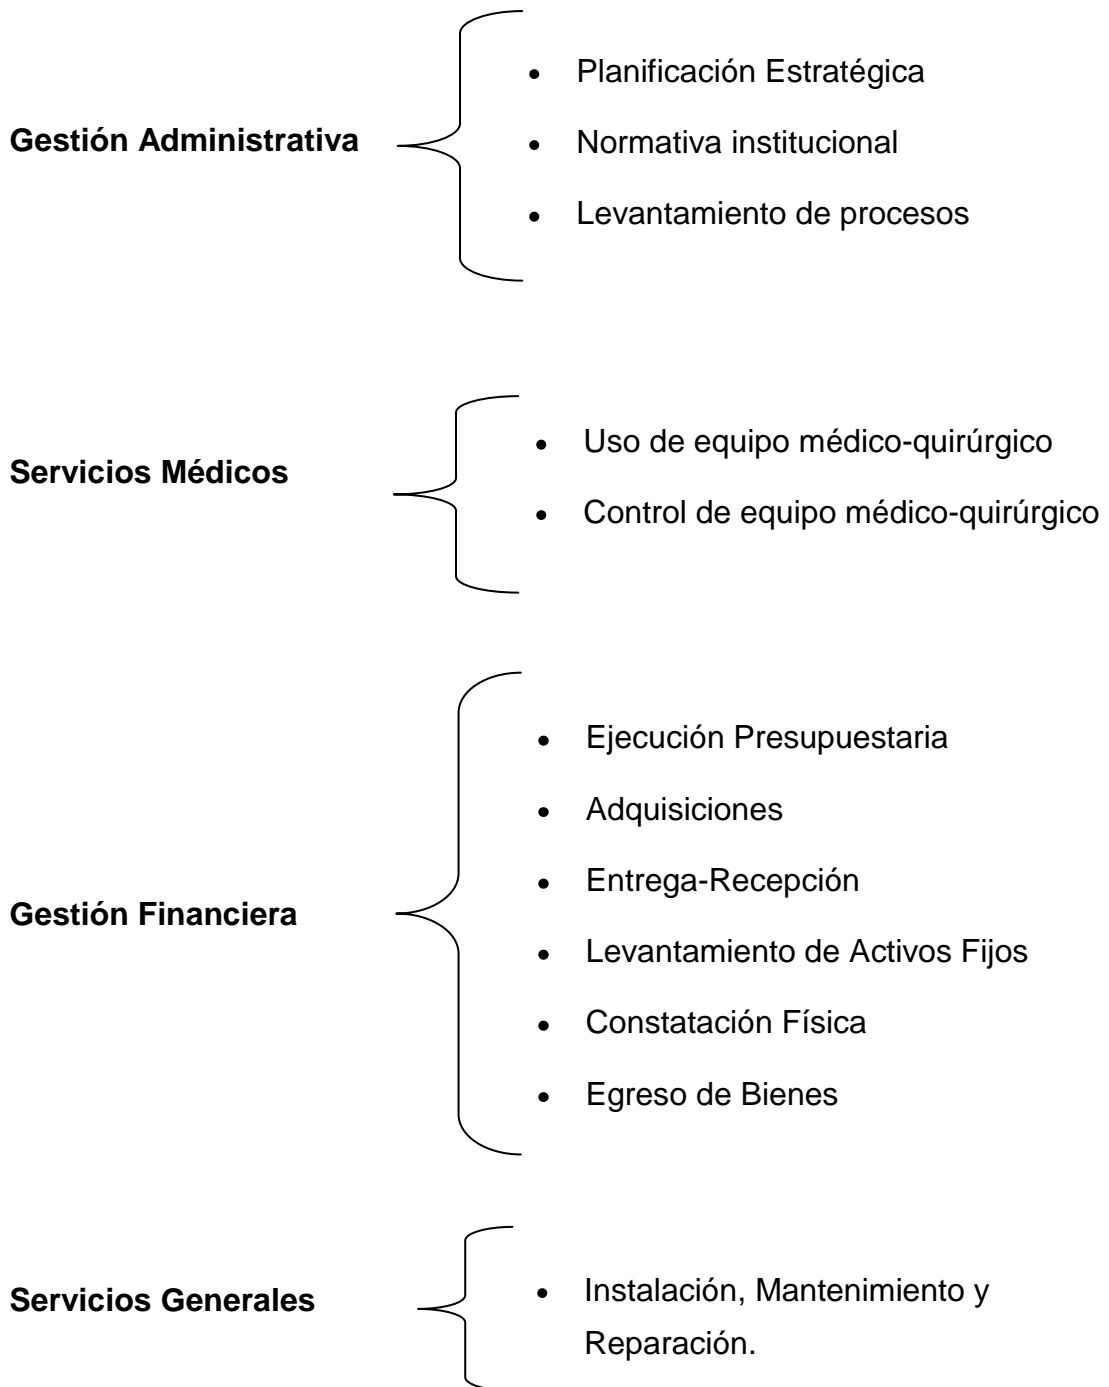 Gestión Administrativa
• Planificación Estratégica
• Normativa institucional
• Levantamiento de procesos
Servicios Médicos
• Uso de equipo médico-quirúrgico
• Control de equipo médico-quirúrgico
Gestión Financiera
• Ejecución Presupuestaria
• Adquisiciones
• Entrega-Recepción
• Levantamiento de Activos Fijos
• Constatación Física
• Egreso de Bienes
Servicios Generales
• Instalación, Mantenimiento y
Reparación.